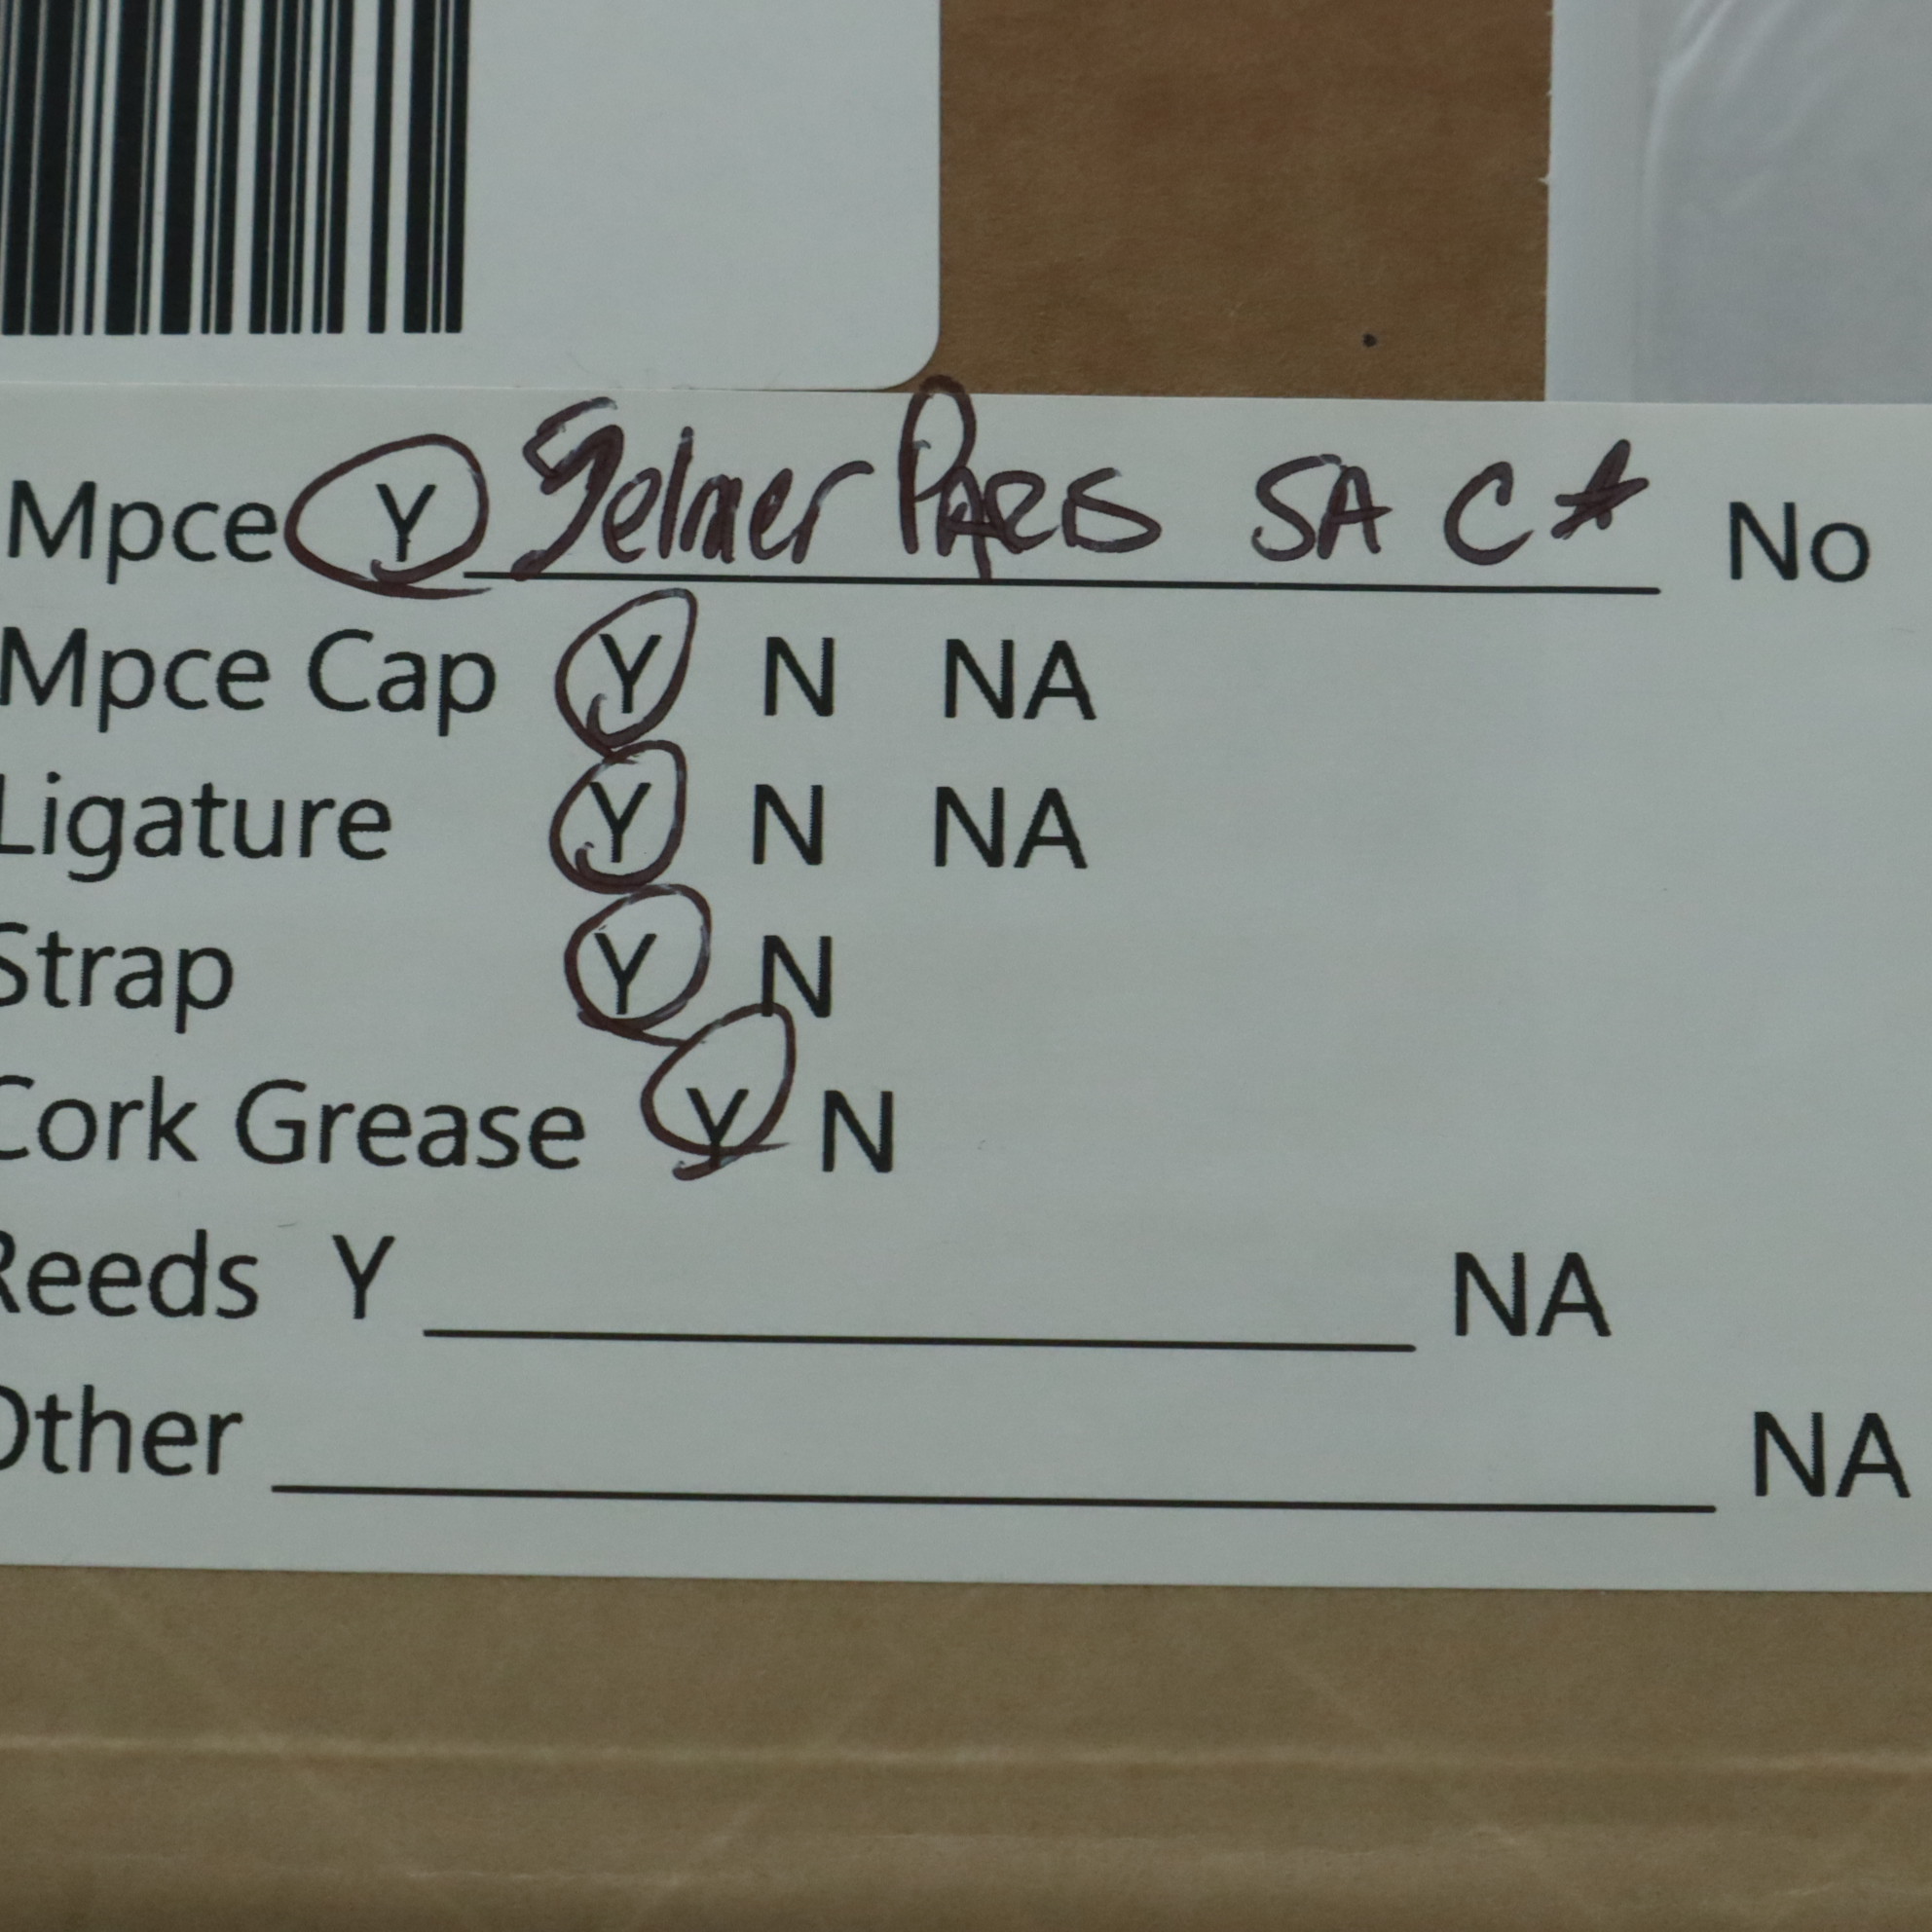 Mpce Y Selmer PARIS SA C* No
Mpce Cap Y N NA
Ligature Y N NA
Strap Y N
Cork Grease Y N
Reeds Y NA
Other NA